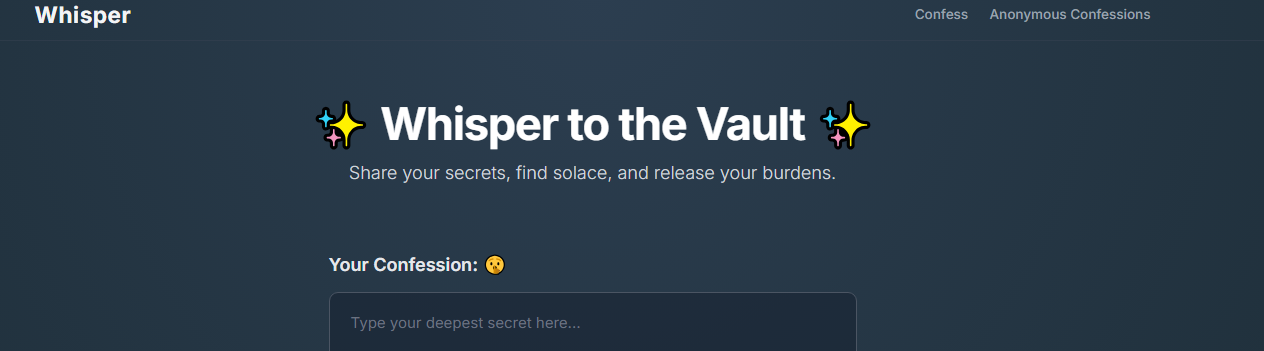 Whisper
Confess Anonymous Confessions
✨ Whisper to the Vault ✨
Share your secrets, find solace, and release your burdens.
Your Confession: 🤫
Type your deepest secret here...